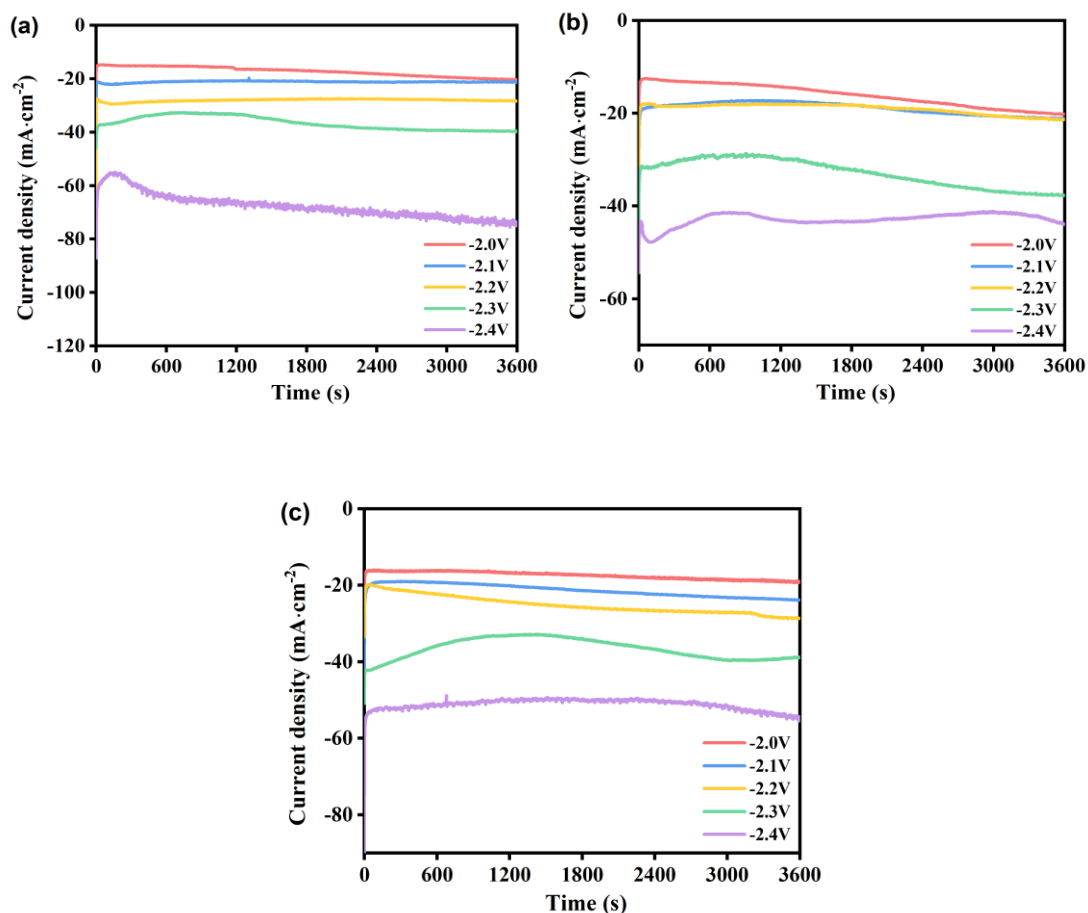 (a)
0
-20
-40
-60
-80
-100
-120
Current density (mA·cm⁻²)
-2.0V
-2.1V
-2.2V
-2.3V
-2.4V
0 600 1200 1800 2400 3000 3600
Time (s)
(b)
0
-20
-40
-60
Current density (mA·cm⁻²)
-2.0V
-2.1V
-2.2V
-2.3V
-2.4V
0 600 1200 1800 2400 3000 3600
Time (s)
(c)
0
-20
-40
-60
-80
Current density (mA·cm⁻²)
-2.0V
-2.1V
-2.2V
-2.3V
-2.4V
0 600 1200 1800 2400 3000 3600
Time (s)